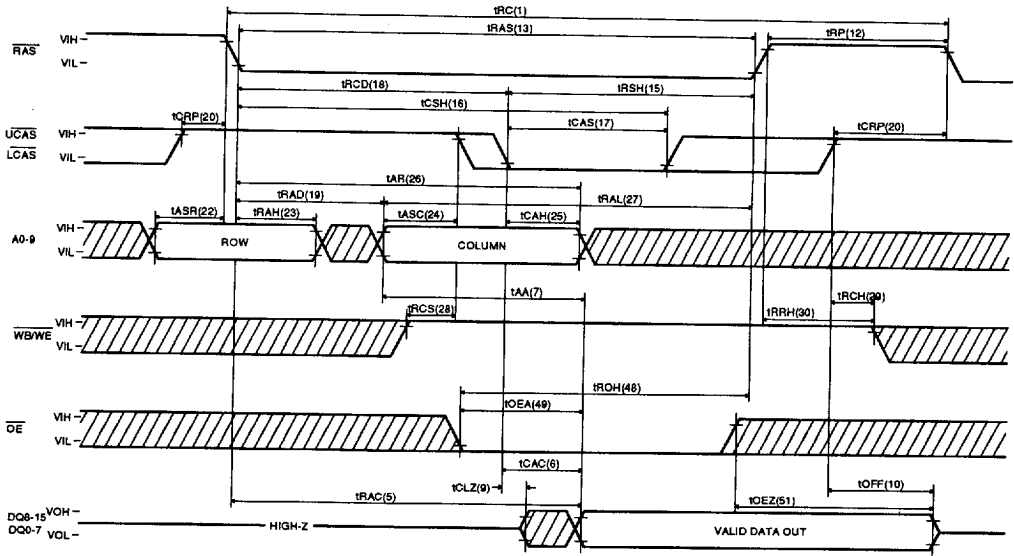 tRC(1)
tRAS(13)
tRP(12)
RAS
VIH
VIL
tRCD(18)
tRSH(15)
tCSH(16)
tCRP(20)
tCAS(17)
tCRP(20)
UCAS
LCAS
VIH
VIL
tAR(26)
tRAD(19)
tRAL(27)
tASR(22)
tRAH(23)
tASC(24)
tCAH(25)
A0-9
VIH
VIL
ROW
COLUMN
tAA(7)
tRCS(28)
tRCH(29)
tRRH(30)
WB/WE
VIH
VIL
tROH(48)
tOEA(49)
OE
VIH
VIL
tCAC(6)
tCLZ(9)
tOFF(10)
tRAC(5)
tOEZ(51)
DQ8-15
DQ0-7
VOH
VOL
HIGH-Z
VALID DATA OUT